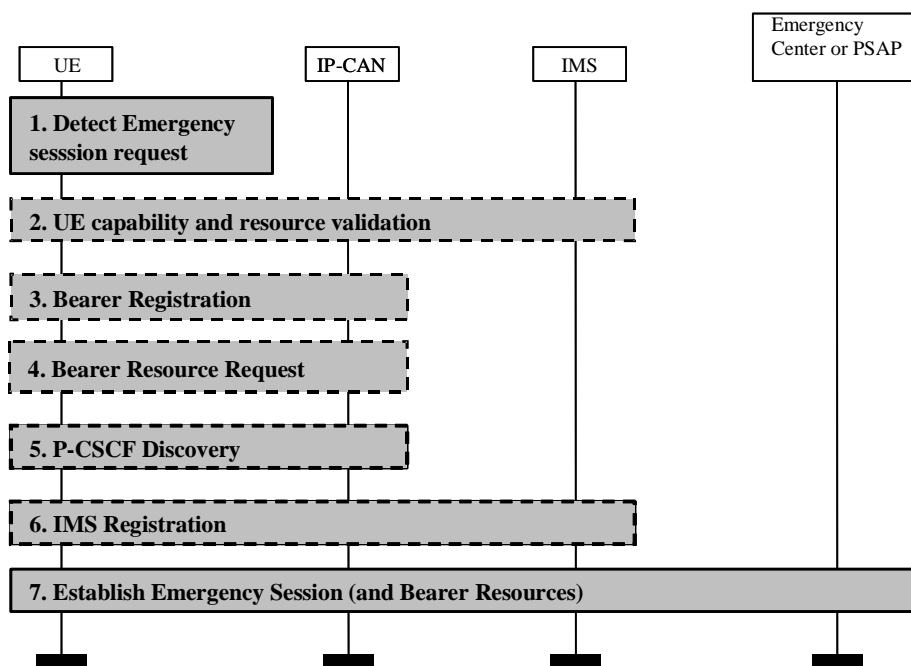 Emergency
Center or PSAP
UE
IP-CAN
IMS
1. Detect Emergency
sesssion request
2. UE capability and resource validation
3. Bearer Registration
4. Bearer Resource Request
5. P-CSCF Discovery
6. IMS Registration
7. Establish Emergency Session (and Bearer Resources)